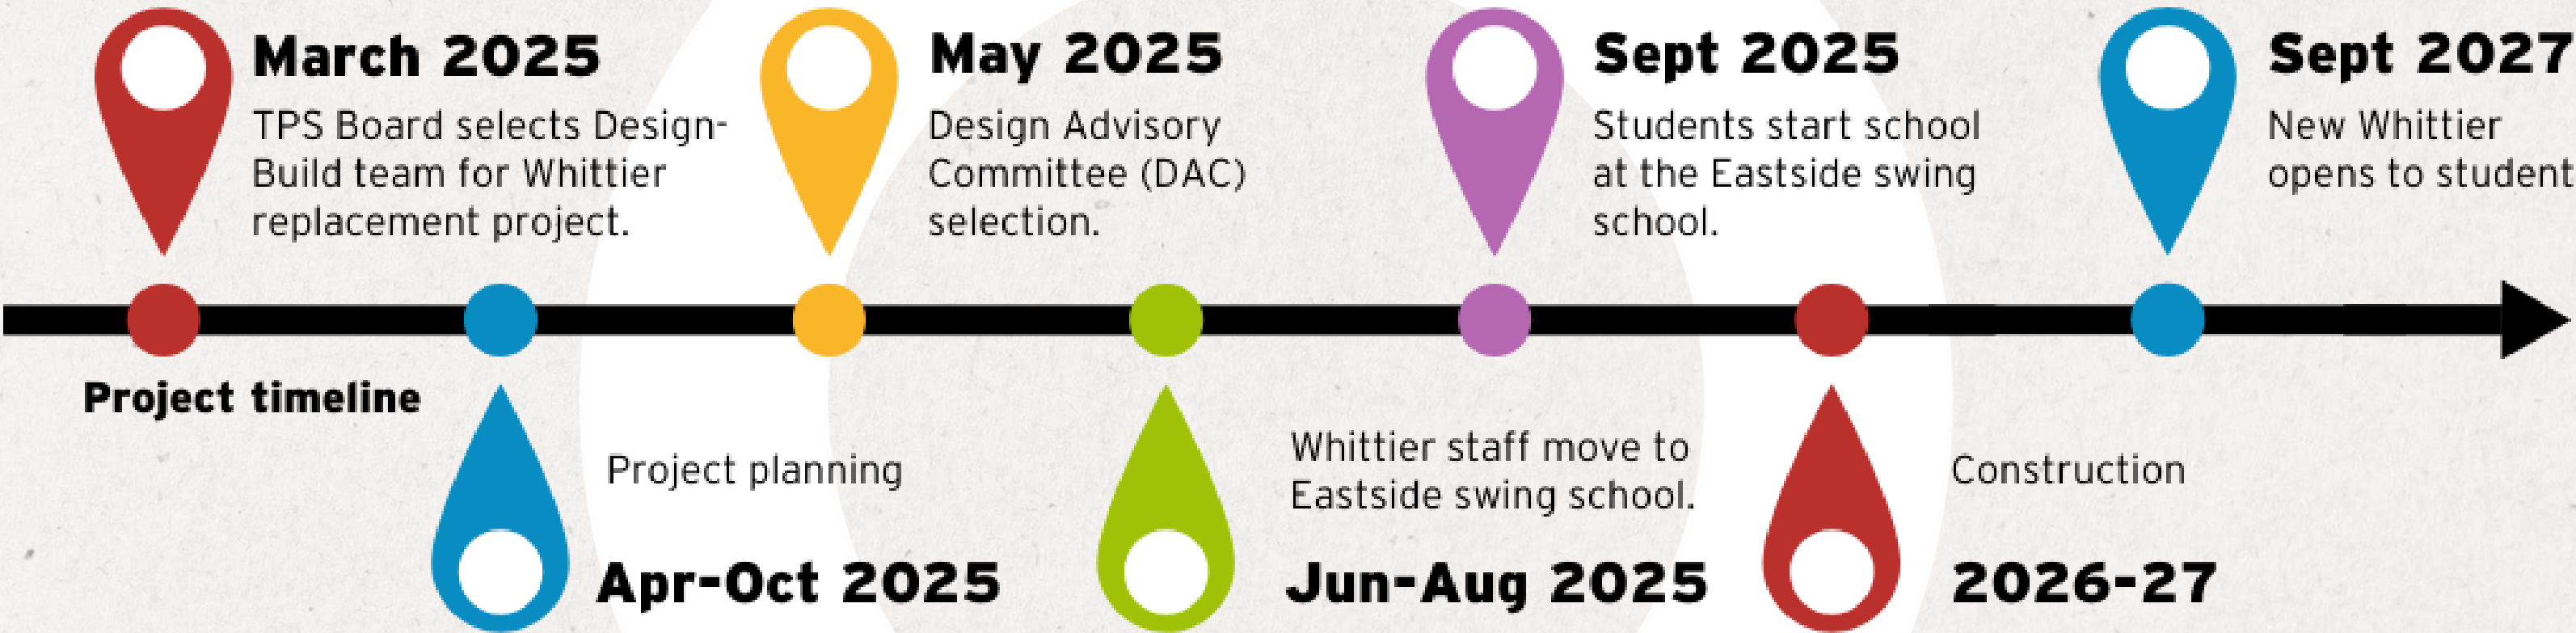 March 2025
TPS Board selects Design-
Build team for Whittier
replacement project.
May 2025
Design Advisory
Committee (DAC)
selection.
Sept 2025
Students start school
at the Eastside swing
school.
Sept 2027
New Whittier
opens to student
Project timeline
Project planning
Apr-Oct 2025
Whittier staff move to
Eastside swing school.
Jun-Aug 2025
Construction
2026-27